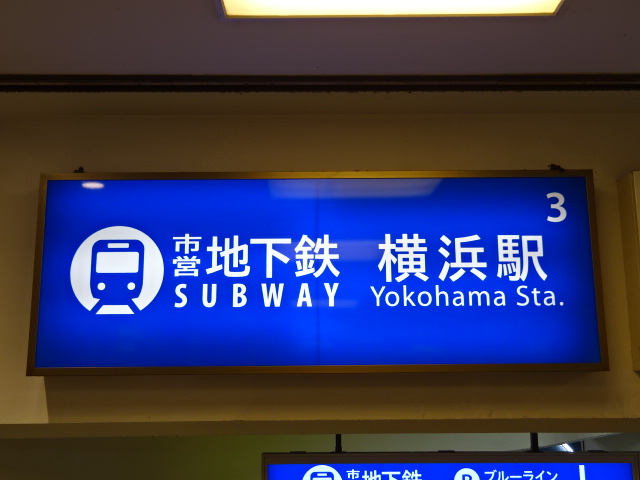 3
市営地下鉄 横浜駅
SUBWAY Yokohama Sta.
市 地下鉄 B ブルーライン